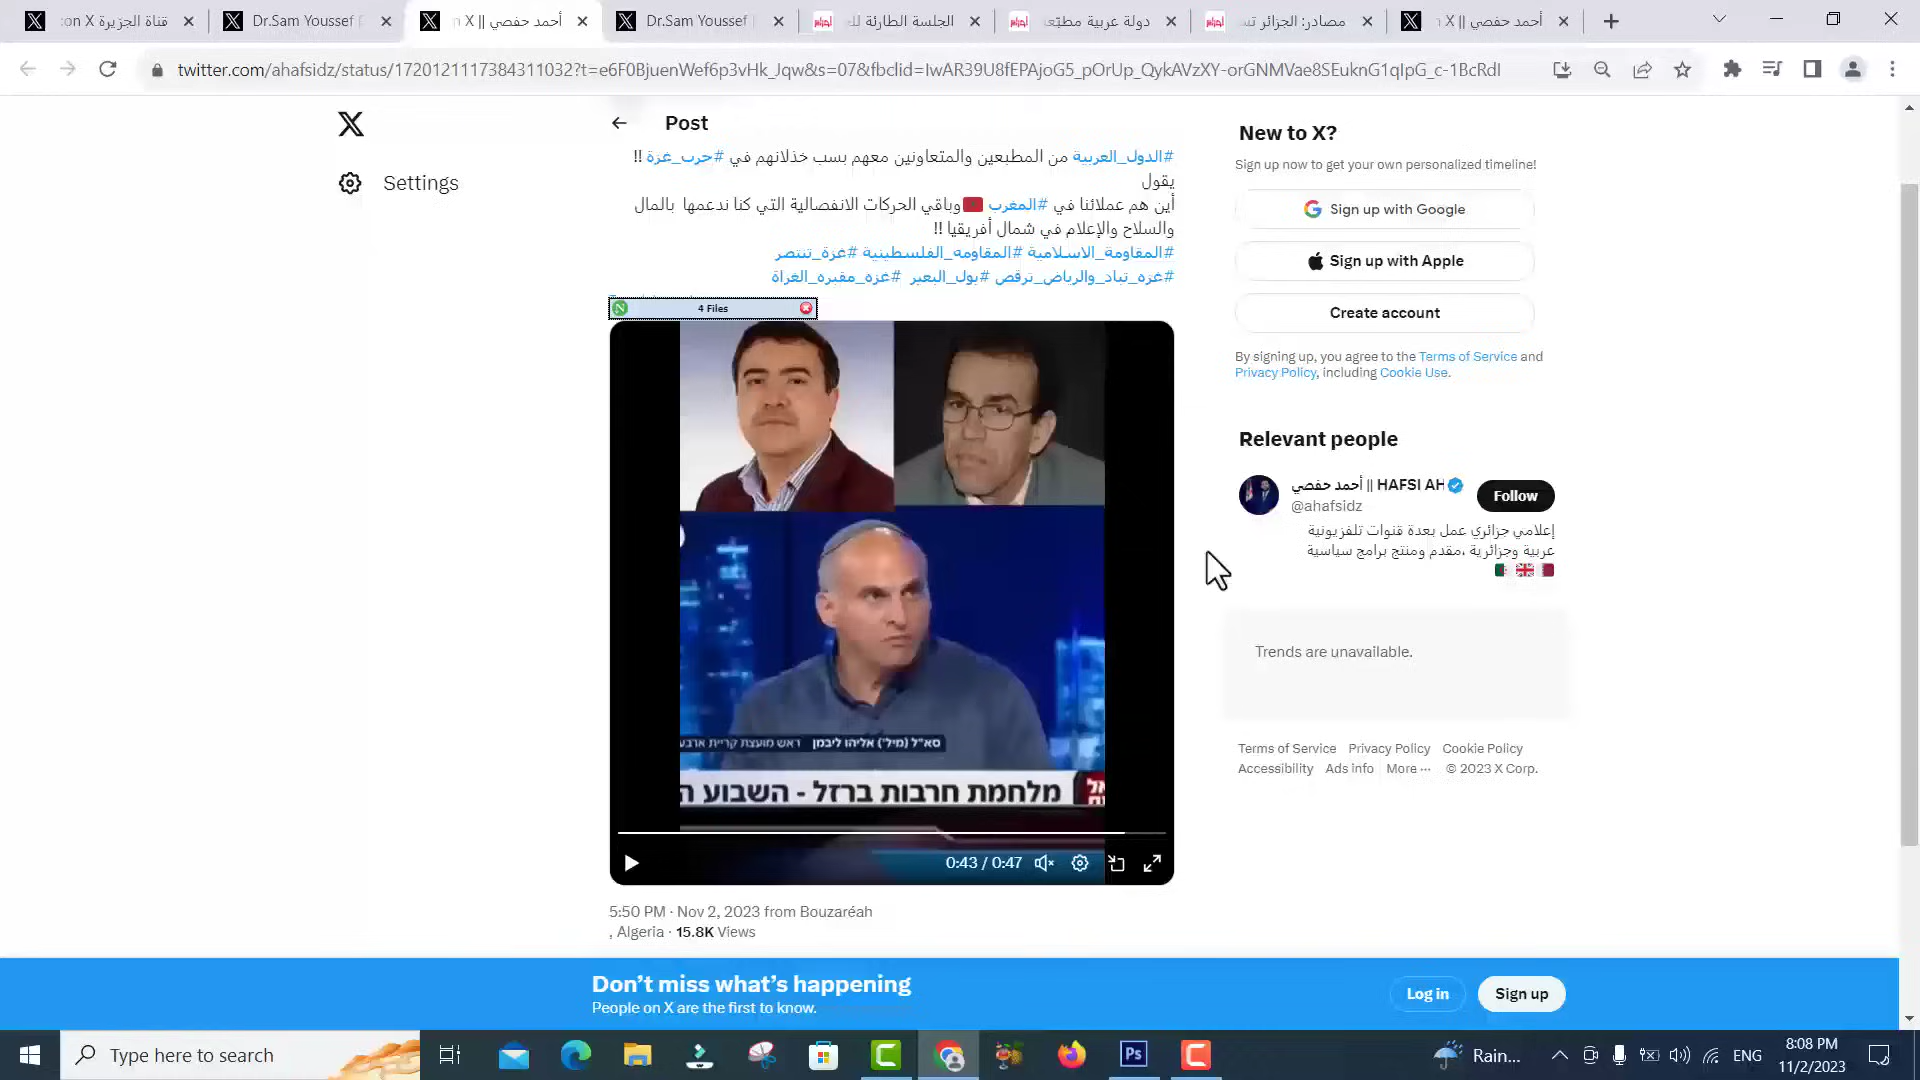 قناة الجزيرة on X
Dr.Sam Youssef
أحمد حفصي || n X
Dr.Sam Youssef |
الجلسة الطارئة لل
دولة عربية مطبّعة
مصادر: الجزائر تس
أحمد حفصي || n X
twitter.com/ahafsidz/status/1720121117384311032?t=e6F0BjuenWef6p3vHk_Jqw&s=07&fbclid=IwAR39U8fEPAjoG5_pOrUp_QykAVzXY-orGNMVae8SEuknG1qIpG_c-1BcRdI
Settings
Post
#الدول_العربية من المطبعين والمتعاونين معهم بسب خذلانهم في #حرب_غزة !!
يقول
أين هم عملائنا في #المغرب وباقي الحركات الانفصالية التي كنا ندعمها بالمال
والسلاح والإعلام في شمال أفريقيا !!
#المقاومة_الاسلامية #المقاومه_الفلسطينية #غزة_تنتصر
#غزه_تباد_والرياض_ترقص #بول_البعير #غزه_مقبره_الغزاة
4 Files
סא"ל (מיל') אליהו ליבמן ראש מועצת קריית ארבע
מלחמת חרבות ברזל - השבוע
0:43 / 0:47
5:50 PM · Nov 2, 2023 from Bouzaréah
, Algeria · 15.8K Views
New to X?
Sign up now to get your own personalized timeline!
Sign up with Google
Sign up with Apple
Create account
By signing up, you agree to the Terms of Service and
Privacy Policy, including Cookie Use.
Relevant people
أحمد حفصي || HAFSI AH
@ahafsidz
Follow
إعلامي جزائري عمل بعدة قنوات تلفزيونية
عربية وجزائرية ،مقدم ومنتج برامج سياسية
Trends are unavailable.
Terms of Service Privacy Policy Cookie Policy
Accessibility Ads info More ··· © 2023 X Corp.
Don’t miss what’s happening
People on X are the first to know.
Log in
Sign up
Type here to search
Ps
Rain...
ENG
8:08 PM
11/2/2023